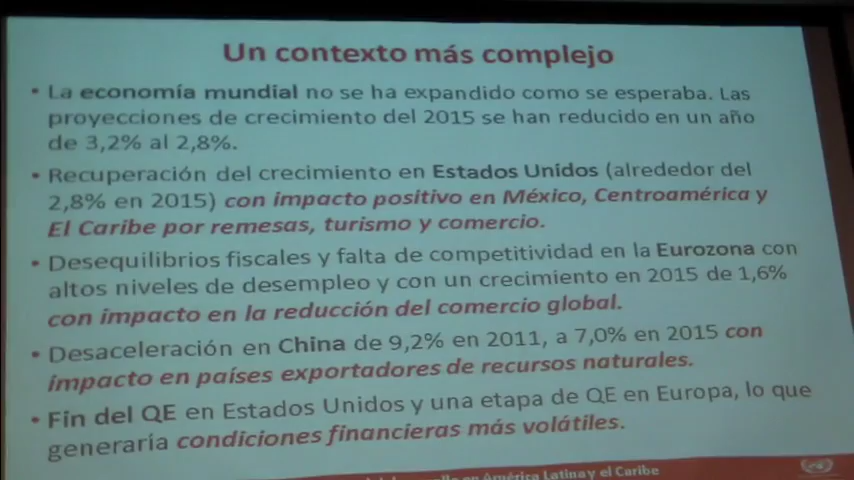 Un contexto más complejo
• La economía mundial no se ha expandido como se esperaba. Las
proyecciones de crecimiento del 2015 se han reducido en un año
de 3,2% al 2,8%.
• Recuperación del crecimiento en Estados Unidos (alrededor del
2,8% en 2015) con impacto positivo en México, Centroamérica y
El Caribe por remesas, turismo y comercio.
• Desequilibrios fiscales y falta de competitividad en la Eurozona con
altos niveles de desempleo y con un crecimiento en 2015 de 1,6%
con impacto en la reducción del comercio global.
• Desaceleración en China de 9,2% en 2011, a 7,0% en 2015 con
impacto en países exportadores de recursos naturales.
• Fin del QE en Estados Unidos y una etapa de QE en Europa, lo que
generaría condiciones financieras más volátiles.
en América Latina y el Caribe